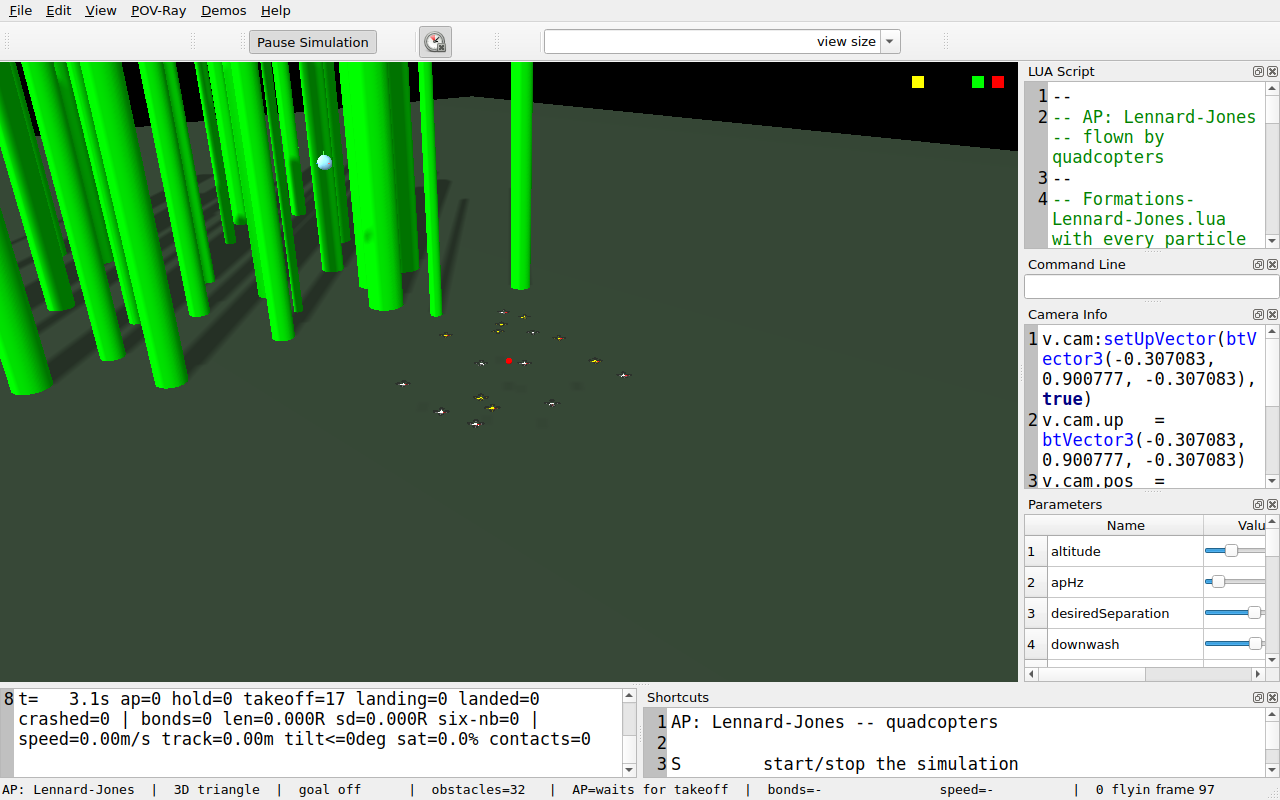 File Edit View POV-Ray Demos Help
Pause Simulation
view size
LUA Script
1 --
2 -- AP: Lennard-Jones
-- flown by
quadcopters
3 --
4 -- Formations-
Lennard-Jones.lua
with every particle
Command Line
Camera Info
1 v.cam:setUpVector(btV
ector3(-0.307083,
0.900777, -0.307083),
true)
2 v.cam.up =
btVector3(-0.307083,
0.900777, -0.307083)
3 v.cam.pos =
Parameters
Name Valu
1 altitude
2 apHz
3 desiredSeparation
4 downwash
8 t= 3.1s ap=0 hold=0 takeoff=17 landing=0 landed=0
crashed=0 | bonds=0 len=0.000R sd=0.000R six-nb=0 |
speed=0.00m/s track=0.00m tilt<=0deg sat=0.0% contacts=0
Shortcuts
1 AP: Lennard-Jones -- quadcopters
2
3 S start/stop the simulation
AP: Lennard-Jones | 3D triangle | goal off | obstacles=32 | AP=waits for takeoff | bonds=- speed=- | 0 flyin frame 97